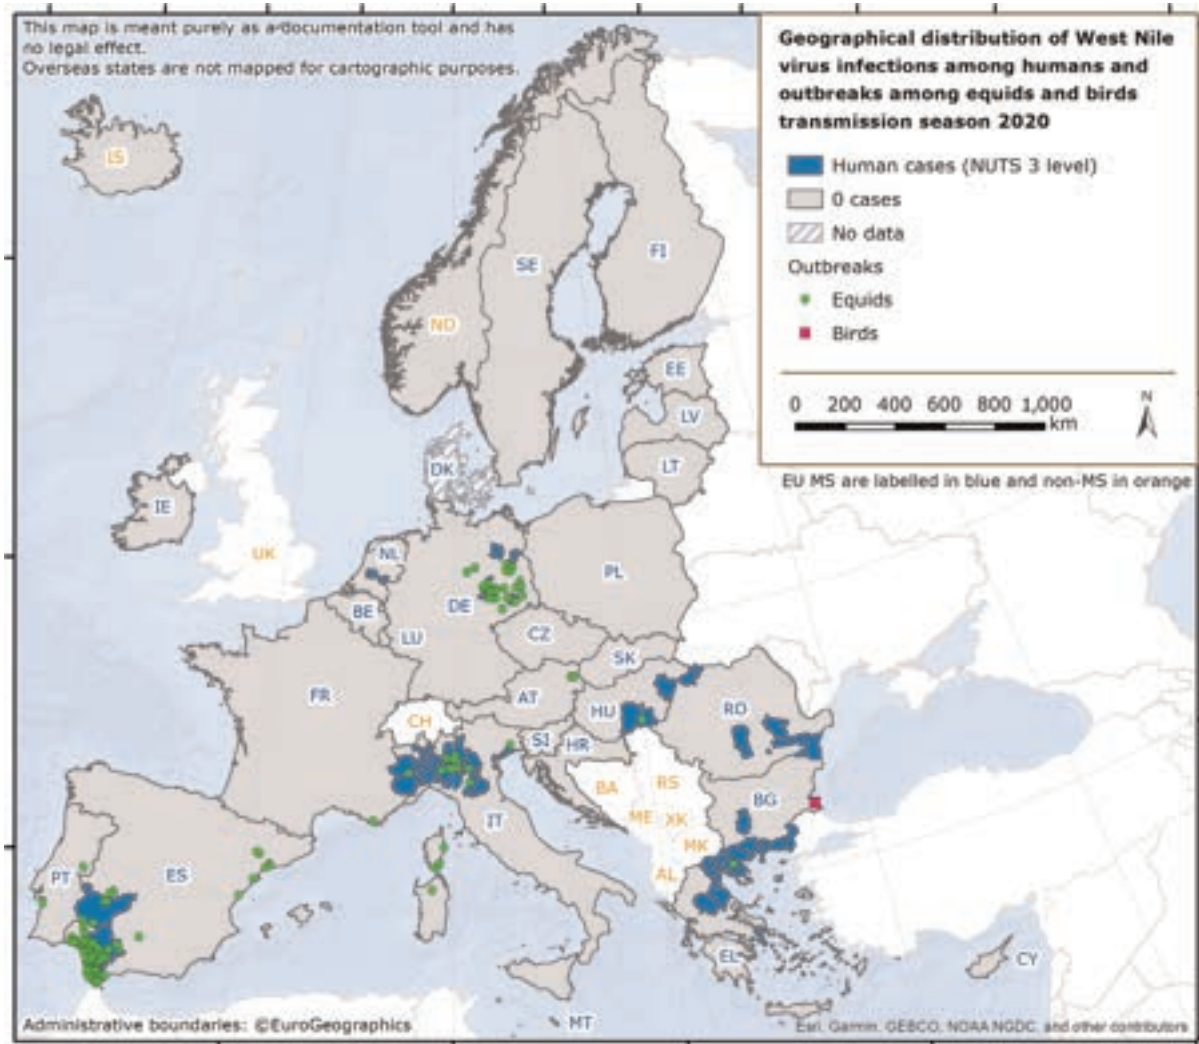 This map is meant purely as a documentation tool and has
no legal effect.
Overseas states are not mapped for cartographic purposes.
Geographical distribution of West Nile
virus infections among humans and
outbreaks among equids and birds
transmission season 2020
Human cases (NUTS 3 level)
0 cases
No data
Outbreaks
Equids
Birds
N
0 200 400 600 800 1,000
km
EU MS are labelled in blue and non-MS in orange
IS
FI
SE
NO
EE
LV
LT
DK
IE
UK
NL
PL
DE
BE
CZ
LU
SK
FR
AT
HU
RO
CH
SI
HR
BA
RS
BG
ME
XK
IT
MK
AL
PT
ES
EL
CY
MT
Administrative boundaries: ©EuroGeographics
Esri, Garmin, GEBCO, NOAA NGDC, and other contributors